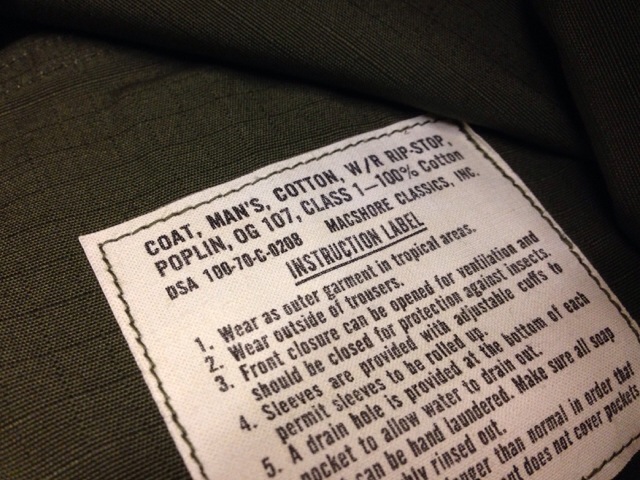 COAT, MAN'S, COTTON, W/R RIP-STOP,
POPLIN, OG 107, CLASS 1—100% Cotton
DSA 100-70-C-0208 MACSHORE CLASSICS, INC.
INSTRUCTION LABEL
1. Wear as outer garment in tropical areas.
2. Wear outside of trousers.
3. Front closure can be opened for ventilation and
should be closed for protection against insects.
4. Sleeves are provided with adjustable cuffs to
permit sleeves to be rolled up.
5. A drain hole is provided at the bottom of each
pocket to allow water to drain out.
can be hand laundered. Make sure all soap
rinsed out.
than normal in order that
does not cover pockets